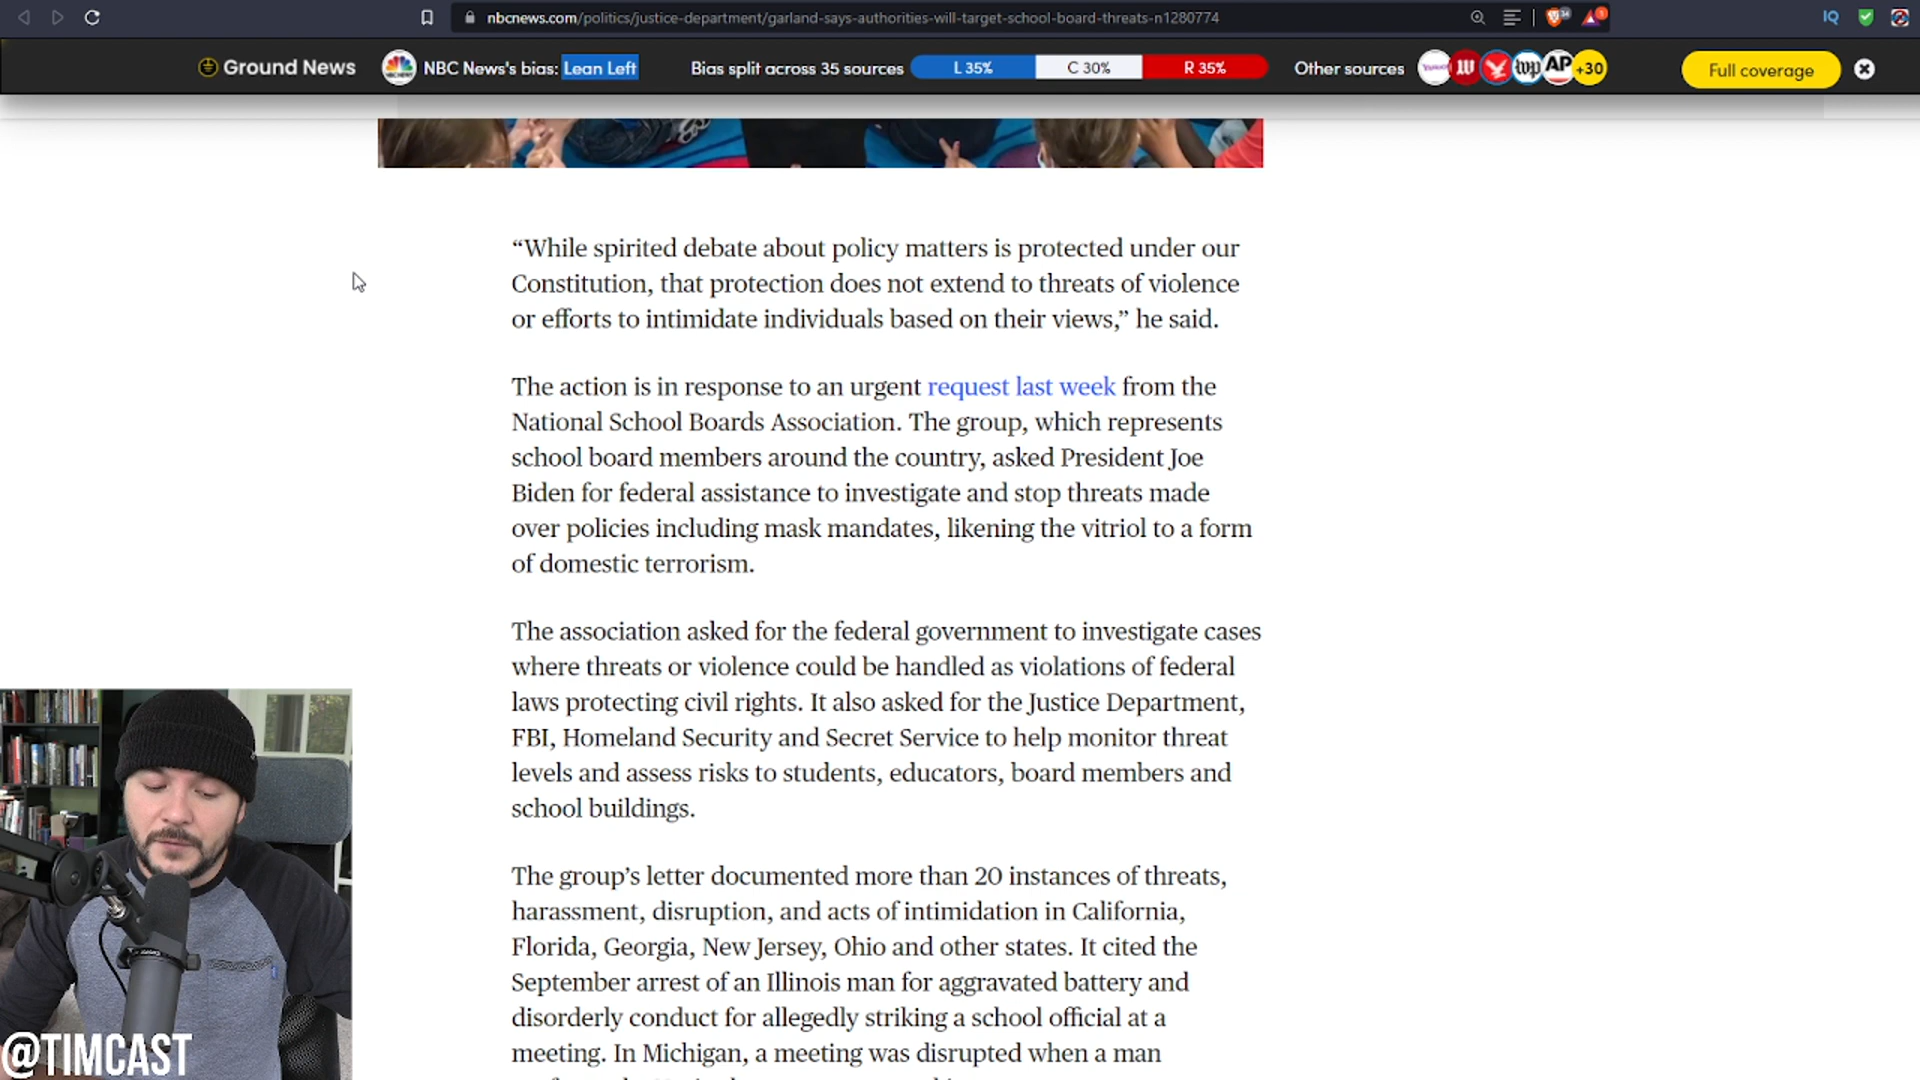 nbcnews.com/politics/justice-department/garland-says-authorities-will-target-school-board-threats-n1280774
IQ
Ground News
NBC News's bias: Lean Left
Bias split across 35 sources
L 35%
C 30%
R 35%
Other sources
AP
+30
Full coverage
“While spirited debate about policy matters is protected under our
Constitution, that protection does not extend to threats of violence
or efforts to intimidate individuals based on their views,” he said.
The action is in response to an urgent request last week from the
National School Boards Association. The group, which represents
school board members around the country, asked President Joe
Biden for federal assistance to investigate and stop threats made
over policies including mask mandates, likening the vitriol to a form
of domestic terrorism.
The association asked for the federal government to investigate cases
where threats or violence could be handled as violations of federal
laws protecting civil rights. It also asked for the Justice Department,
FBI, Homeland Security and Secret Service to help monitor threat
levels and assess risks to students, educators, board members and
school buildings.
The group’s letter documented more than 20 instances of threats,
harassment, disruption, and acts of intimidation in California,
Florida, Georgia, New Jersey, Ohio and other states. It cited the
September arrest of an Illinois man for aggravated battery and
disorderly conduct for allegedly striking a school official at a
meeting. In Michigan, a meeting was disrupted when a man
@TIMCAST